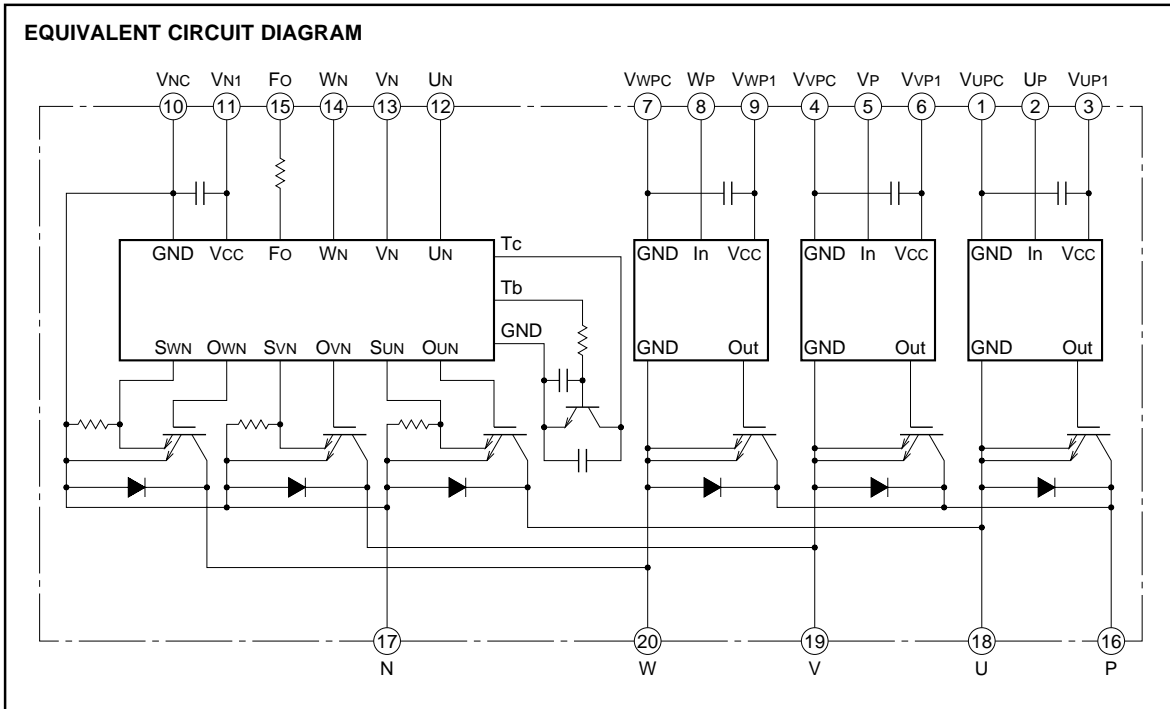 EQUIVALENT CIRCUIT DIAGRAM
VNC VN1 FO WN VN UN VWPC WP VWP1 VVPC VP VVP1 VUPC UP VUP1
10 11 15 14 13 12 7 8 9 4 5 6 1 2 3
GND VCC FO WN VN UN Tc GND In VCC GND In VCC GND In VCC
Tb
GND
SWN OWN SVN OVN SUN OUN GND Out GND Out GND Out
17 20 19 18 16
N W V U P